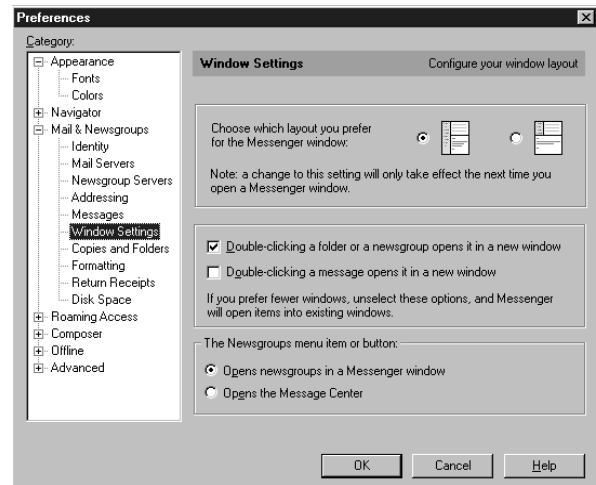 Preferences
Category:
Appearance
Fonts
Colors
Navigator
Mail & Newsgroups
Identity
Mail Servers
Newsgroup Servers
Addressing
Messages
Window Settings
Copies and Folders
Formatting
Return Receipts
Disk Space
Roaming Access
Composer
Offline
Advanced
Window Settings
Configure your window layout
Choose which layout you prefer
for the Messenger window:
Note: a change to this setting will only take effect the next time you
open a Messenger window.
Double-clicking a folder or a newsgroup opens it in a new window
Double-clicking a message opens it in a new window
If you prefer fewer windows, unselect these options, and Messenger
will open items into existing windows.
The Newsgroups menu item or button:
Opens newsgroups in a Messenger window
Opens the Message Center
OK
Cancel
Help